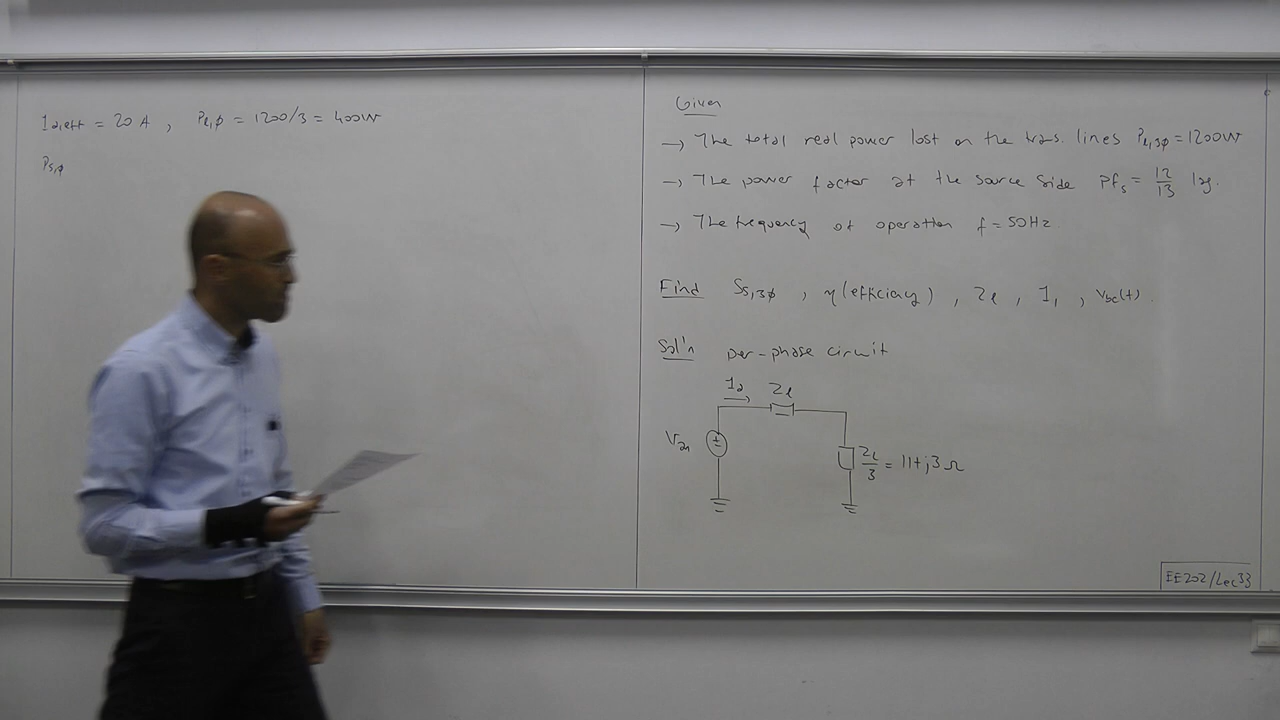 I_a,eff = 20 A , P_ℓ,φ = 1200/3 = 400W
P_s,φ
Given
→ The total real power lost on the trans. lines P_ℓ,3φ = 1200W
→ The power factor at the source side pf_s = 12/13 lag.
→ The frequency of operation f = 50Hz.
Find S_s,3φ , η(efficiency) , Z_ℓ , I_1 , v_bc(t)
Sol'n per-phase circuit
I_a Z_ℓ
V_an ± Z_L/3 = 11+j3 Ω
EE202/Lec33